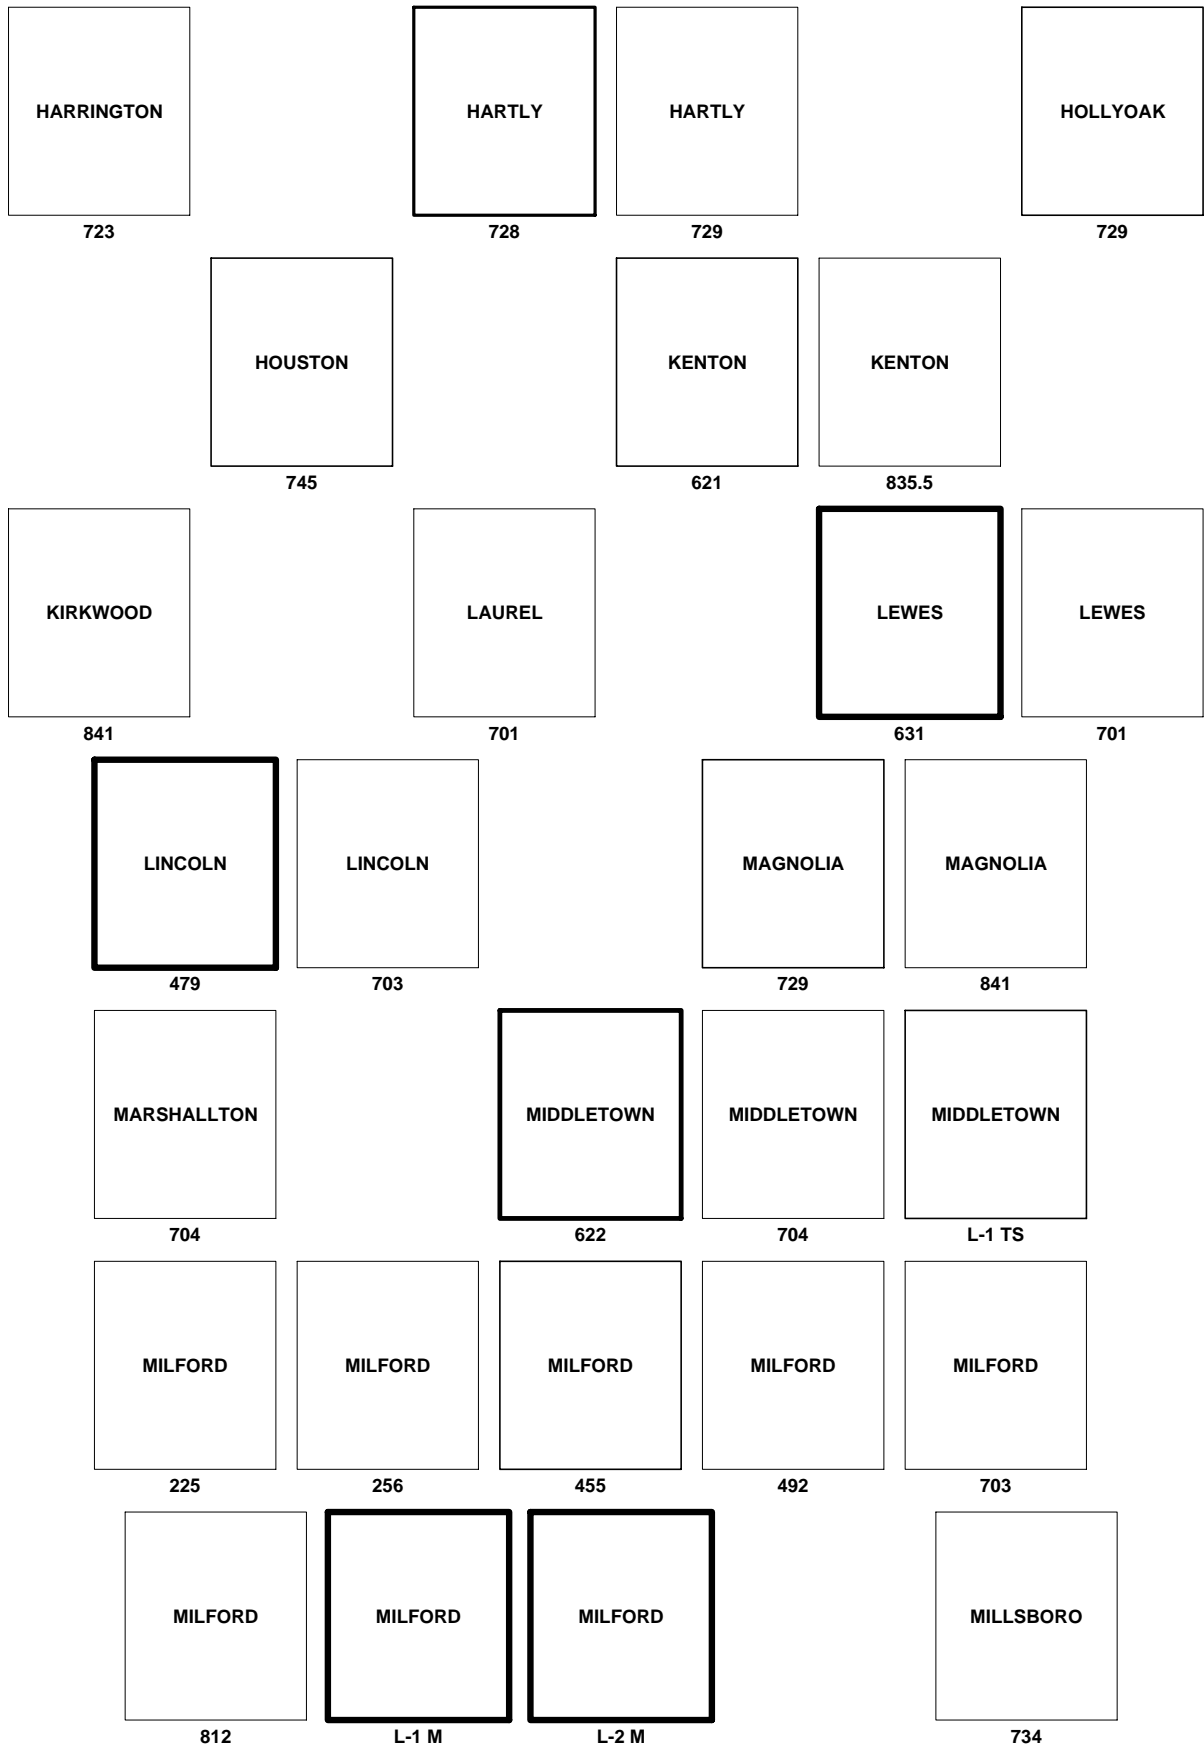 HARRINGTON HARTLY HARTLY HOLLYOAK
723 728 729 729
HOUSTON KENTON KENTON
745 621 835.5
KIRKWOOD LAUREL LEWES LEWES
841 701 631 701
LINCOLN LINCOLN MAGNOLIA MAGNOLIA
479 703 729 841
MARSHALLTON MIDDLETOWN MIDDLETOWN MIDDLETOWN
704 622 704 L-1 TS
MILFORD MILFORD MILFORD MILFORD MILFORD
225 256 455 492 703
MILFORD MILFORD MILFORD MILLSBORO
812 L-1 M L-2 M 734